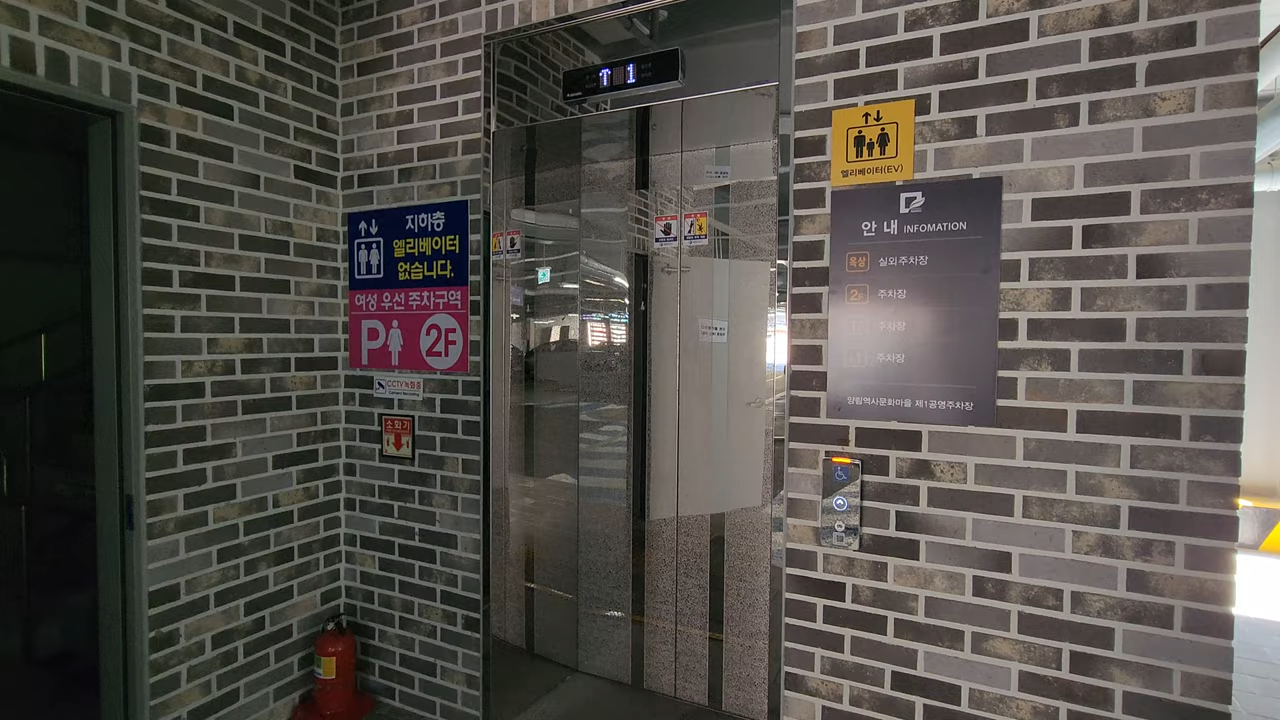 1
지하층
엘리베이터
없습니다.
여성 우선 주차구역
P 2F
CCTV녹화중
소화기
엘리베이터(EV)
안 내 INFOMATION
옥상 실외주차장
2F 주차장
주차장
주차장
양림역사문화마을 제1공영주차장